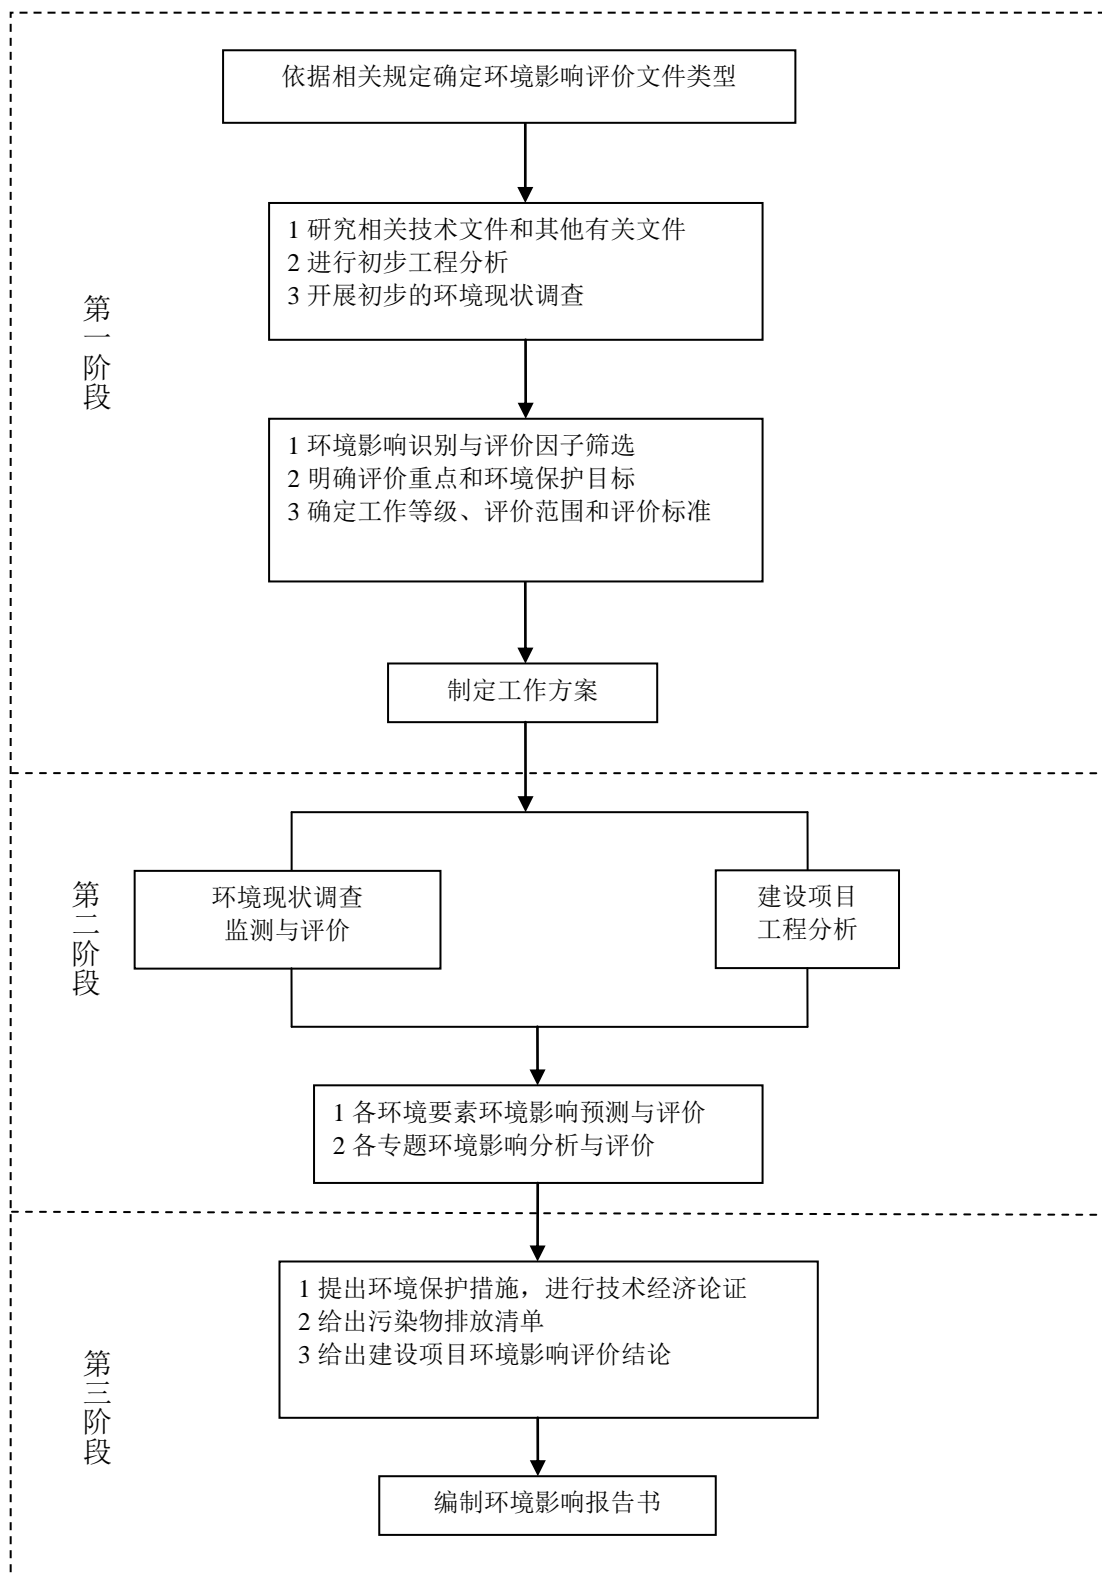 依据相关规定确定环境影响评价文件类型
1 研究相关技术文件和其他有关文件
2 进行初步工程分析
3 开展初步的环境现状调查
第一阶段
1 环境影响识别与评价因子筛选
2 明确评价重点和环境保护目标
3 确定工作等级、评价范围和评价标准
制定工作方案
第二阶段
环境现状调查
监测与评价
建设项目
工程分析
1 各环境要素环境影响预测与评价
2 各专题环境影响分析与评价
第三阶段
1 提出环境保护措施，进行技术经济论证
2 给出污染物排放清单
3 给出建设项目环境影响评价结论
编制环境影响报告书